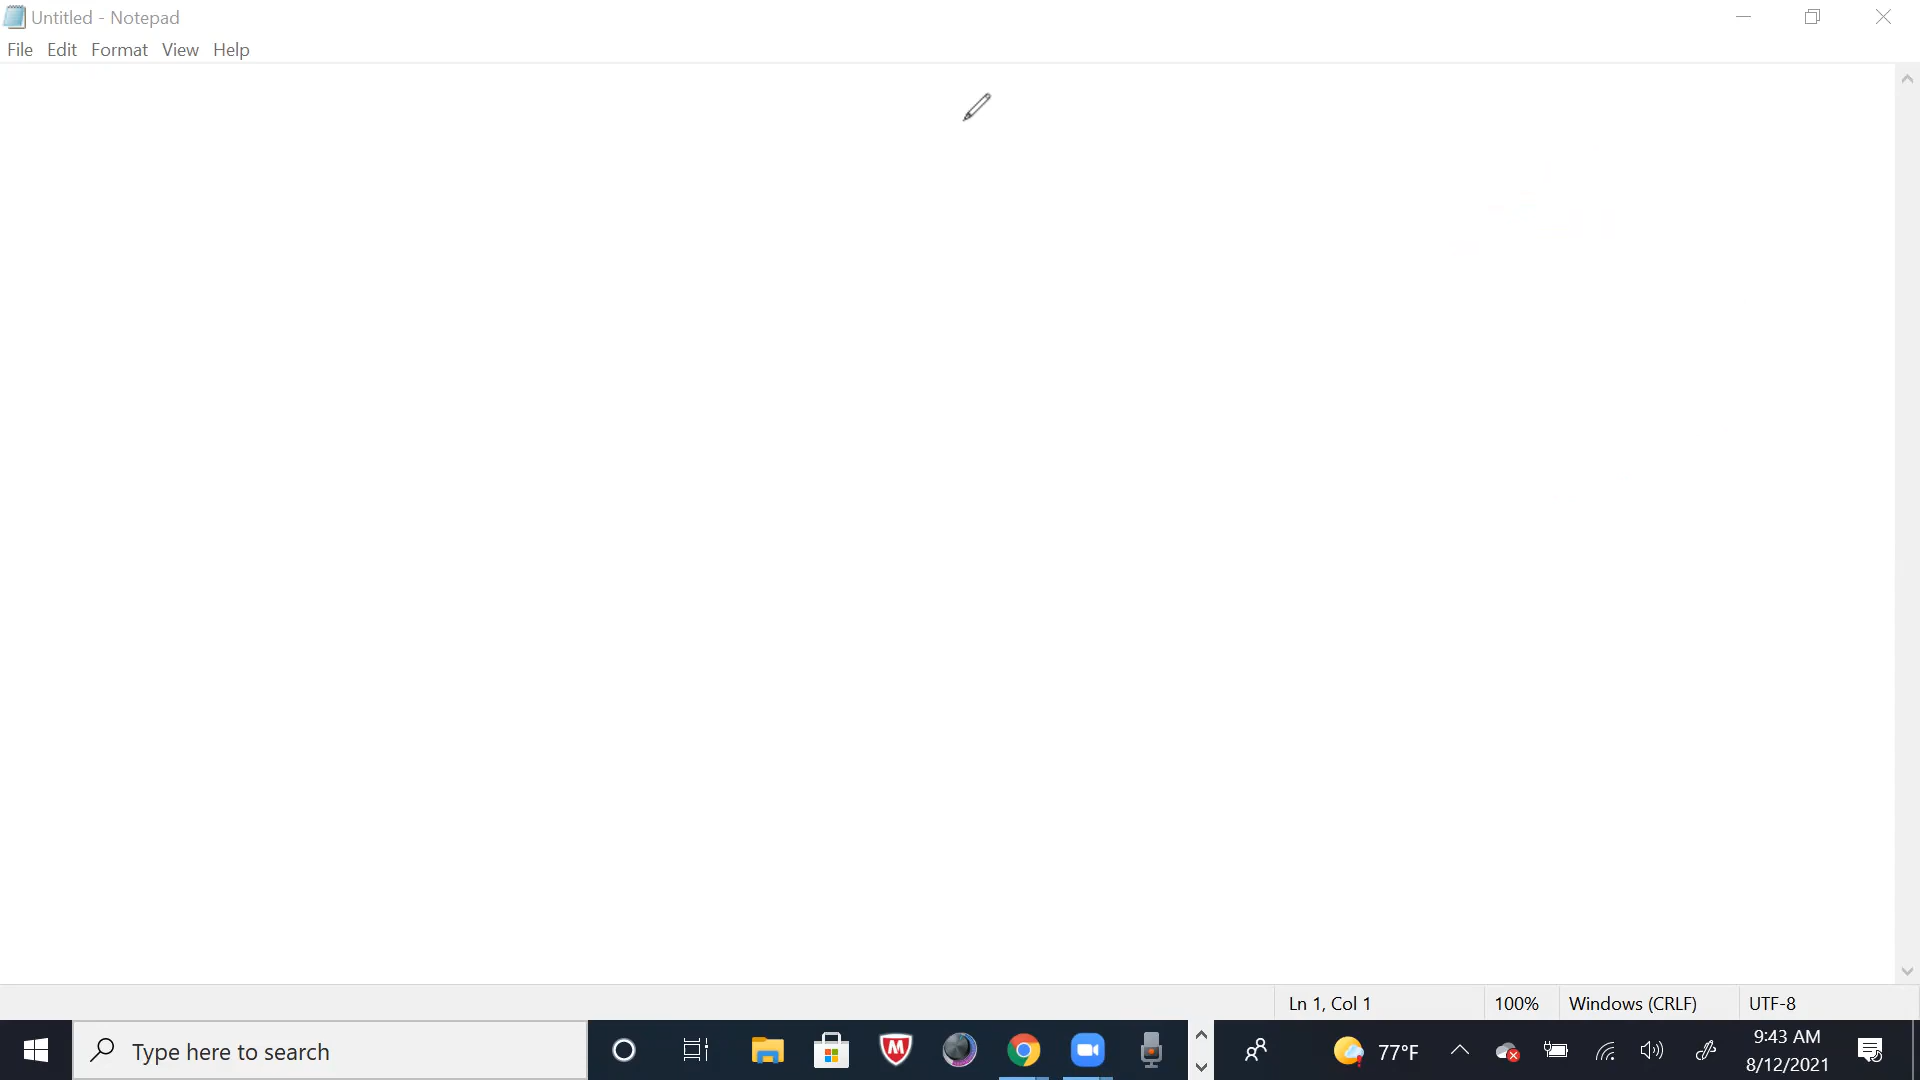 Untitled - Notepad
File Edit Format View Help
Ln 1, Col 1 100% Windows (CRLF) UTF-8
Type here to search
77°F
9:43 AM
8/12/2021